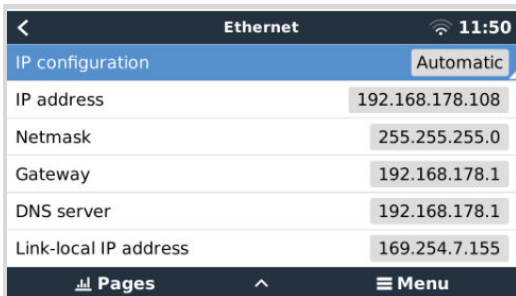 Ethernet 11:50
IP configuration Automatic
IP address 192.168.178.108
Netmask 255.255.255.0
Gateway 192.168.178.1
DNS server 192.168.178.1
Link-local IP address 169.254.7.155
Pages Menu